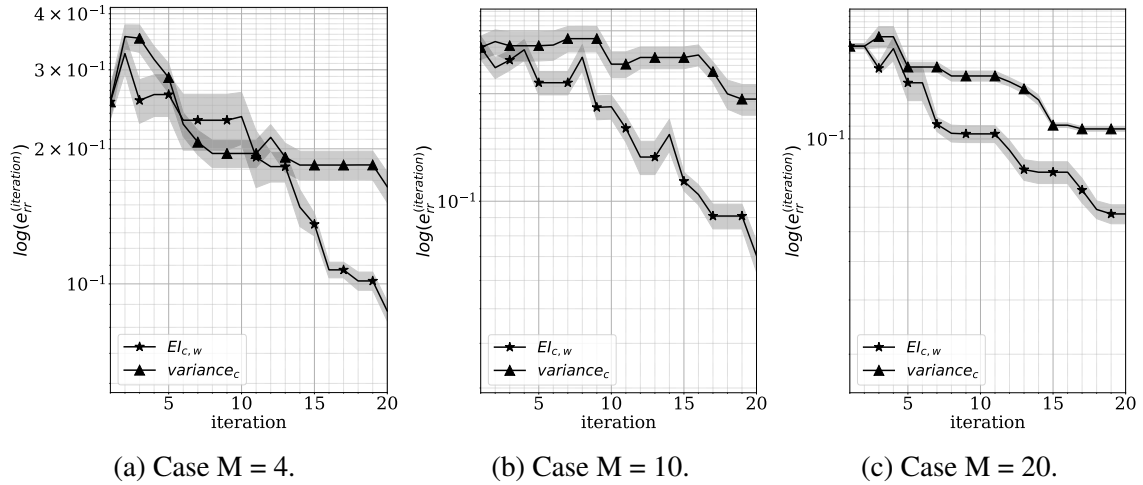 4 × 10⁻¹
3 × 10⁻¹
2 × 10⁻¹
10⁻¹
log(e_rr^(iteration))
EI_c,w
variance_c
5 10 15 20
iteration
(a) Case M = 4.
10⁻¹
log(e_rr^(iteration))
EI_c,w
variance_c
5 10 15 20
iteration
(b) Case M = 10.
10⁻¹
log(e_rr^(iteration))
EI_c,w
variance_c
5 10 15 20
iteration
(c) Case M = 20.